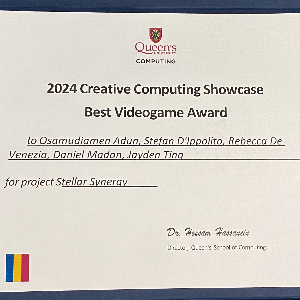 Queen's
UNIVERSITY
COMPUTING
2024 Creative Computing Showcase
Best Videogame Award
to Osamudiamen Adun, Stefan D'Ippolito, Rebecca De
Venezia, Daniel Madan, Jayden Ting
for project Stellar Synergy
Dr. Hossam Hassanein
Director, Queen's School of Computing